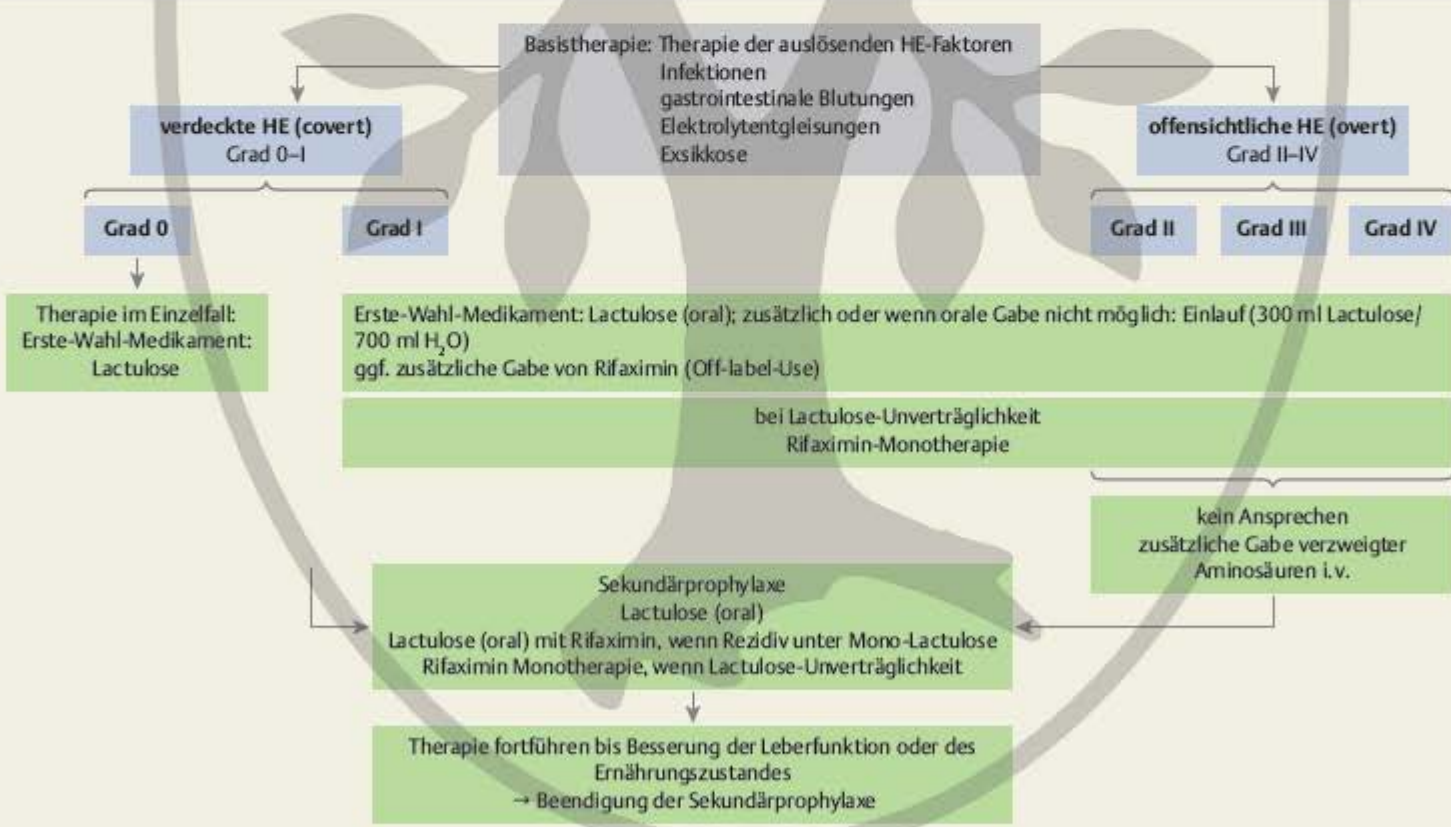 Basistherapie: Therapie der auslösenden HE-Faktoren
Infektionen
gastrointestinale Blutungen
Elektrolytentgleisungen
Exsikkose
verdeckte HE (covert)
Grad 0–I
offensichtliche HE (overt)
Grad II–IV
Grad 0
Grad I
Grad II
Grad III
Grad IV
Therapie im Einzelfall:
Erste-Wahl-Medikament:
Lactulose
Erste-Wahl-Medikament: Lactulose (oral); zusätzlich oder wenn orale Gabe nicht möglich: Einlauf (300 ml Lactulose/
700 ml H₂O)
ggf. zusätzliche Gabe von Rifaximin (Off-label-Use)
bei Lactulose-Unverträglichkeit
Rifaximin-Monotherapie
kein Ansprechen
zusätzliche Gabe verzweigter
Aminosäuren i.v.
Sekundärprophylaxe
Lactulose (oral)
Lactulose (oral) mit Rifaximin, wenn Rezidiv unter Mono-Lactulose
Rifaximin Monotherapie, wenn Lactulose-Unverträglichkeit
Therapie fortführen bis Besserung der Leberfunktion oder des
Ernährungszustandes
→ Beendigung der Sekundärprophylaxe